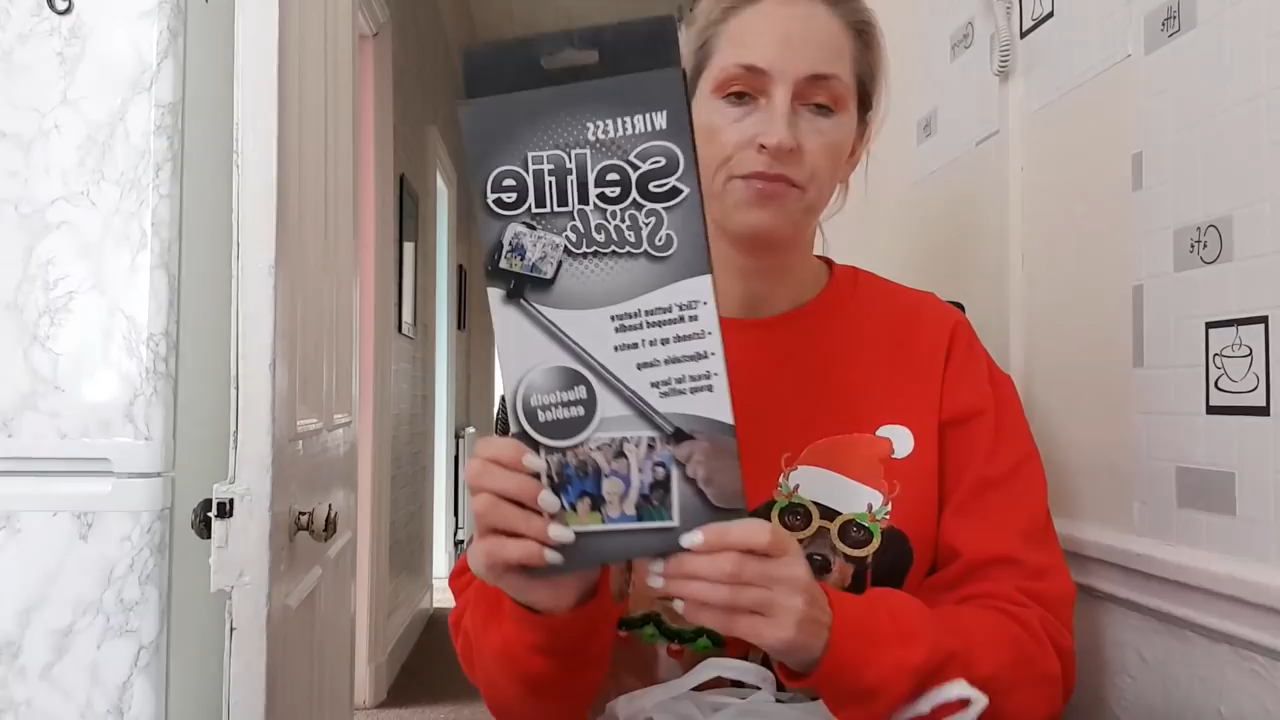 WIRELESS
Selfie
Stick
• 'Click' button feature
on Monopod handle
• Extends up to 1 metre
• Adjustable clamp
• Great for large
group selfies
Bluetooth
enabled
Café